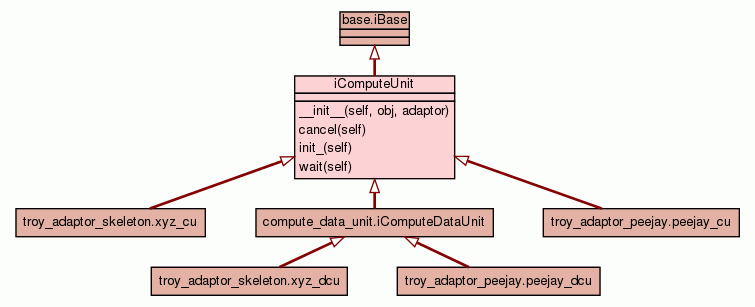 base.iBase
iComputeUnit
__init__(self, obj, adaptor)
cancel(self)
init_(self)
wait(self)
troy_adaptor_skeleton.xyz_cu
compute_data_unit.iComputeDataUnit
troy_adaptor_peejay.peejay_cu
troy_adaptor_skeleton.xyz_dcu
troy_adaptor_peejay.peejay_dcu